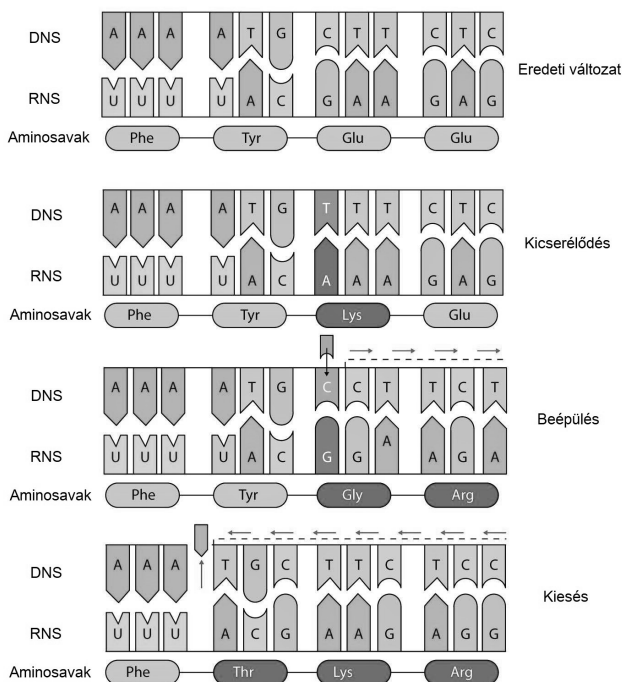 DNS A A A A T G C T T C T C
Eredeti változat
RNS U U U U A C G A A G A G
Aminosavak Phe Tyr Glu Glu
DNS A A A A T G T T T C T C
Kicserélődés
RNS U U U U A C A A A G A G
Aminosavak Phe Tyr Lys Glu
DNS A A A A T G C C T T C T
Beépülés
RNS U U U U A C G G A A G A
Aminosavak Phe Tyr Gly Arg
DNS A A A T G C T T C T C C
Kiesés
RNS U U U A C G A A G A G G
Aminosavak Phe Thr Lys Arg